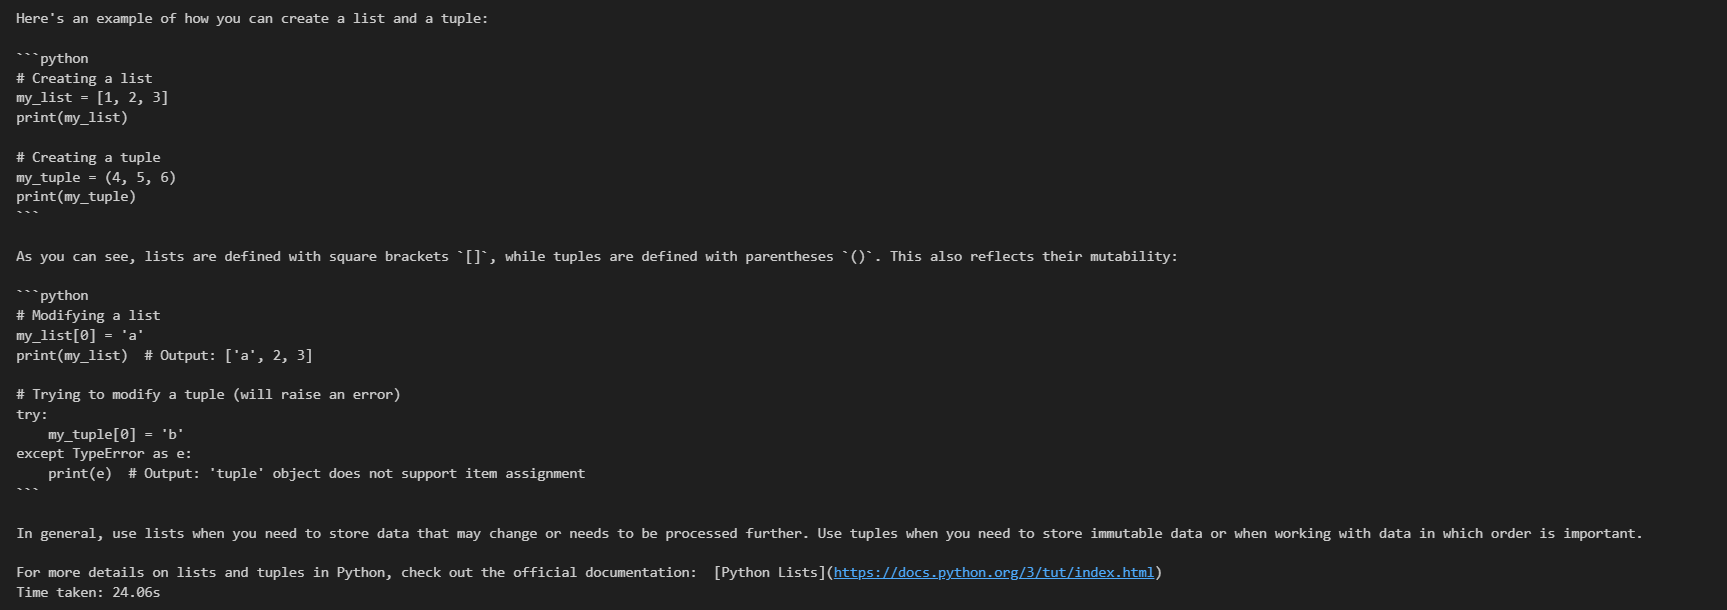 Here's an example of how you can create a list and a tuple:
```python
# Creating a list
my_list = [1, 2, 3]
print(my_list)
# Creating a tuple
my_tuple = (4, 5, 6)
print(my_tuple)
```
As you can see, lists are defined with square brackets `[]`, while tuples are defined with parentheses `()`. This also reflects their mutability:
```python
# Modifying a list
my_list[0] = 'a'
print(my_list)  # Output: ['a', 2, 3]
# Trying to modify a tuple (will raise an error)
try:
    my_tuple[0] = 'b'
except TypeError as e:
    print(e)  # Output: 'tuple' object does not support item assignment
```
In general, use lists when you need to store data that may change or needs to be processed further. Use tuples when you need to store immutable data or when working with data in which order is important.
For more details on lists and tuples in Python, check out the official documentation:  [Python Lists](https://docs.python.org/3/tut/index.html)
Time taken: 24.06s